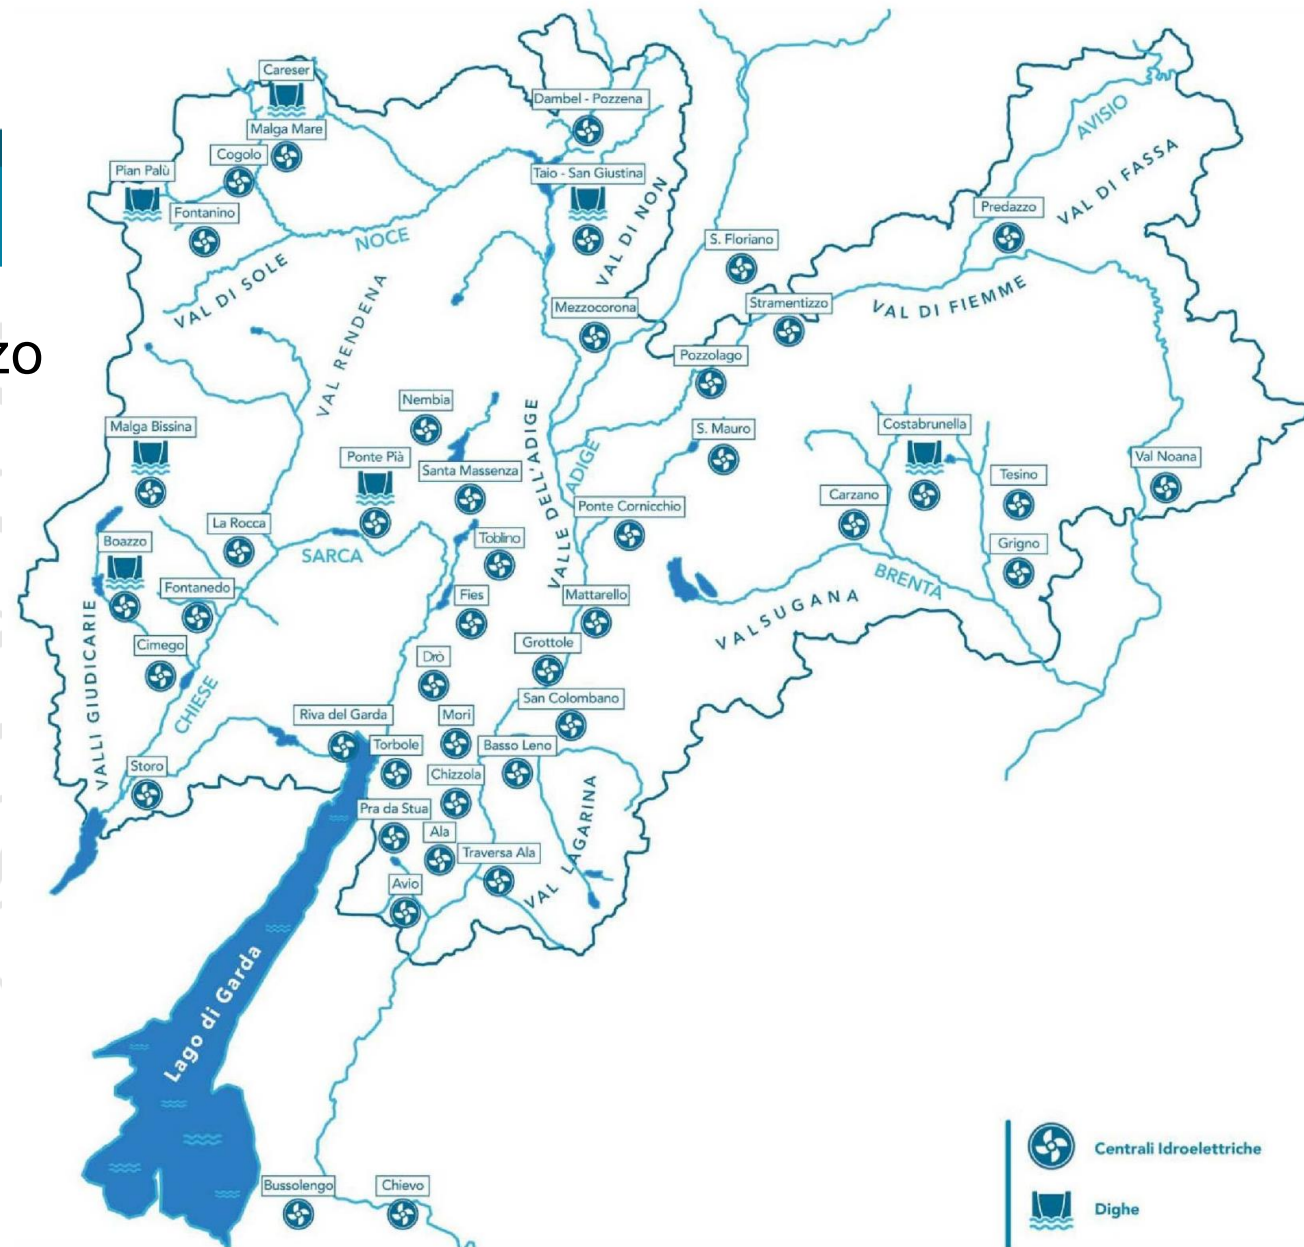 Careser
Dambel - Pozzena
Malga Mare
Cogolo
Pian Palù
Taio - San Giustina
Fontanino
Predazzo
AVISIO
VAL DI FASSA
NOCE
VAL DI SOLE
VAL DI NON
S. Floriano
Mezzocorona
Stramentizzo
VAL DI FIEMME
VAL RENDENA
zo
Pozzolago
Nembia
Malga Bissina
S. Mauro
Costabrunella
Ponte Pià
Santa Massenza
VALLE DELL'ADIGE
ADIGE
Val Noana
Tesino
Carzano
Ponte Cornicchio
La Rocca
Boazzo
SARCA
Toblino
Grigno
BRENTA
Fontanedo
Fies
Mattarello
VALSUGANA
Cimego
Grottole
Drò
VALLI GIUDICARIE
CHIESE
San Colombano
Riva del Garda
Mori
Torbole
Basso Leno
Storo
Chizzola
Pra da Stua
Ala
Traversa Ala
VAL LAGARINA
Avio
Lago di Garda
Bussolengo
Chievo
Centrali Idroelettriche
Dighe